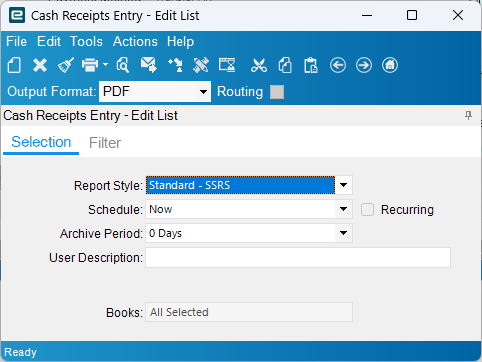 Cash Receipts Entry - Edit List
File Edit Tools Actions Help
Output Format: PDF Routing
Cash Receipts Entry - Edit List
Selection Filter
Report Style: Standard - SSRS
Schedule: Now Recurring
Archive Period: 0 Days
User Description:
Books: All Selected
Ready